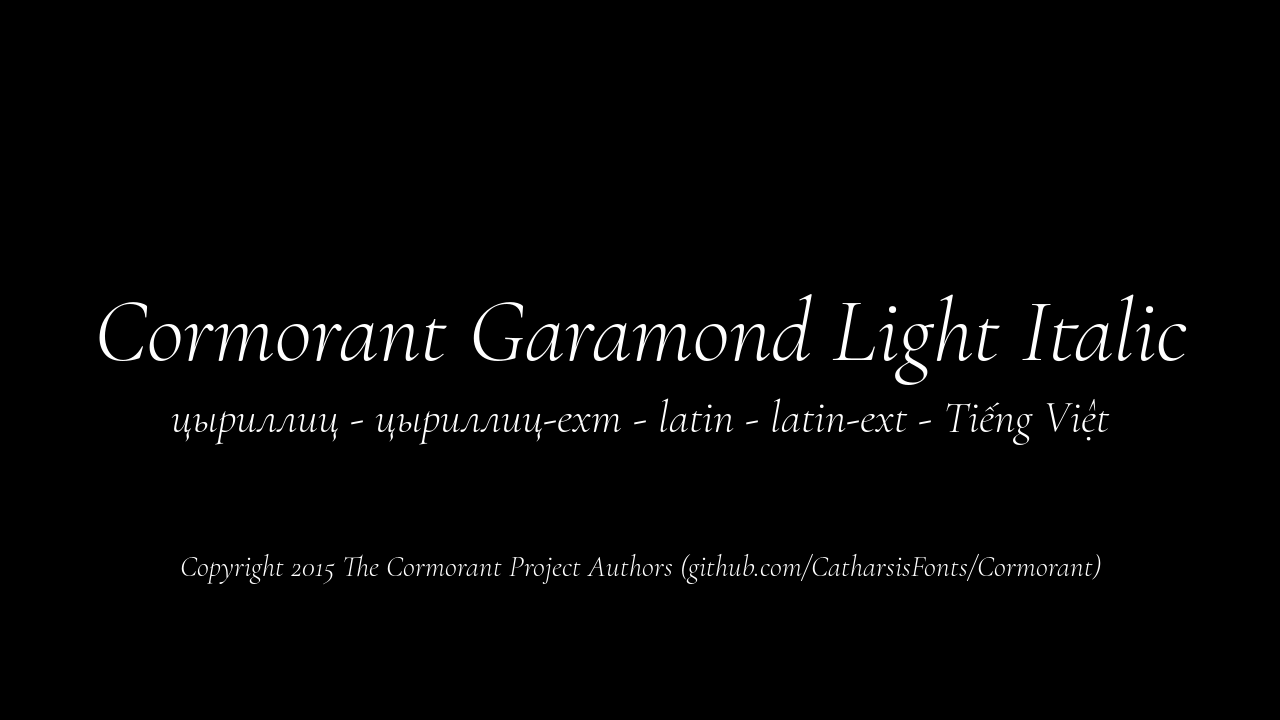 Cormorant Garamond Light Italic
цыриллиц - цыриллиц-ехт - latin - latin-ext - Tiếng Việt
Copyright 2015 The Cormorant Project Authors (github.com/CatharsisFonts/Cormorant)